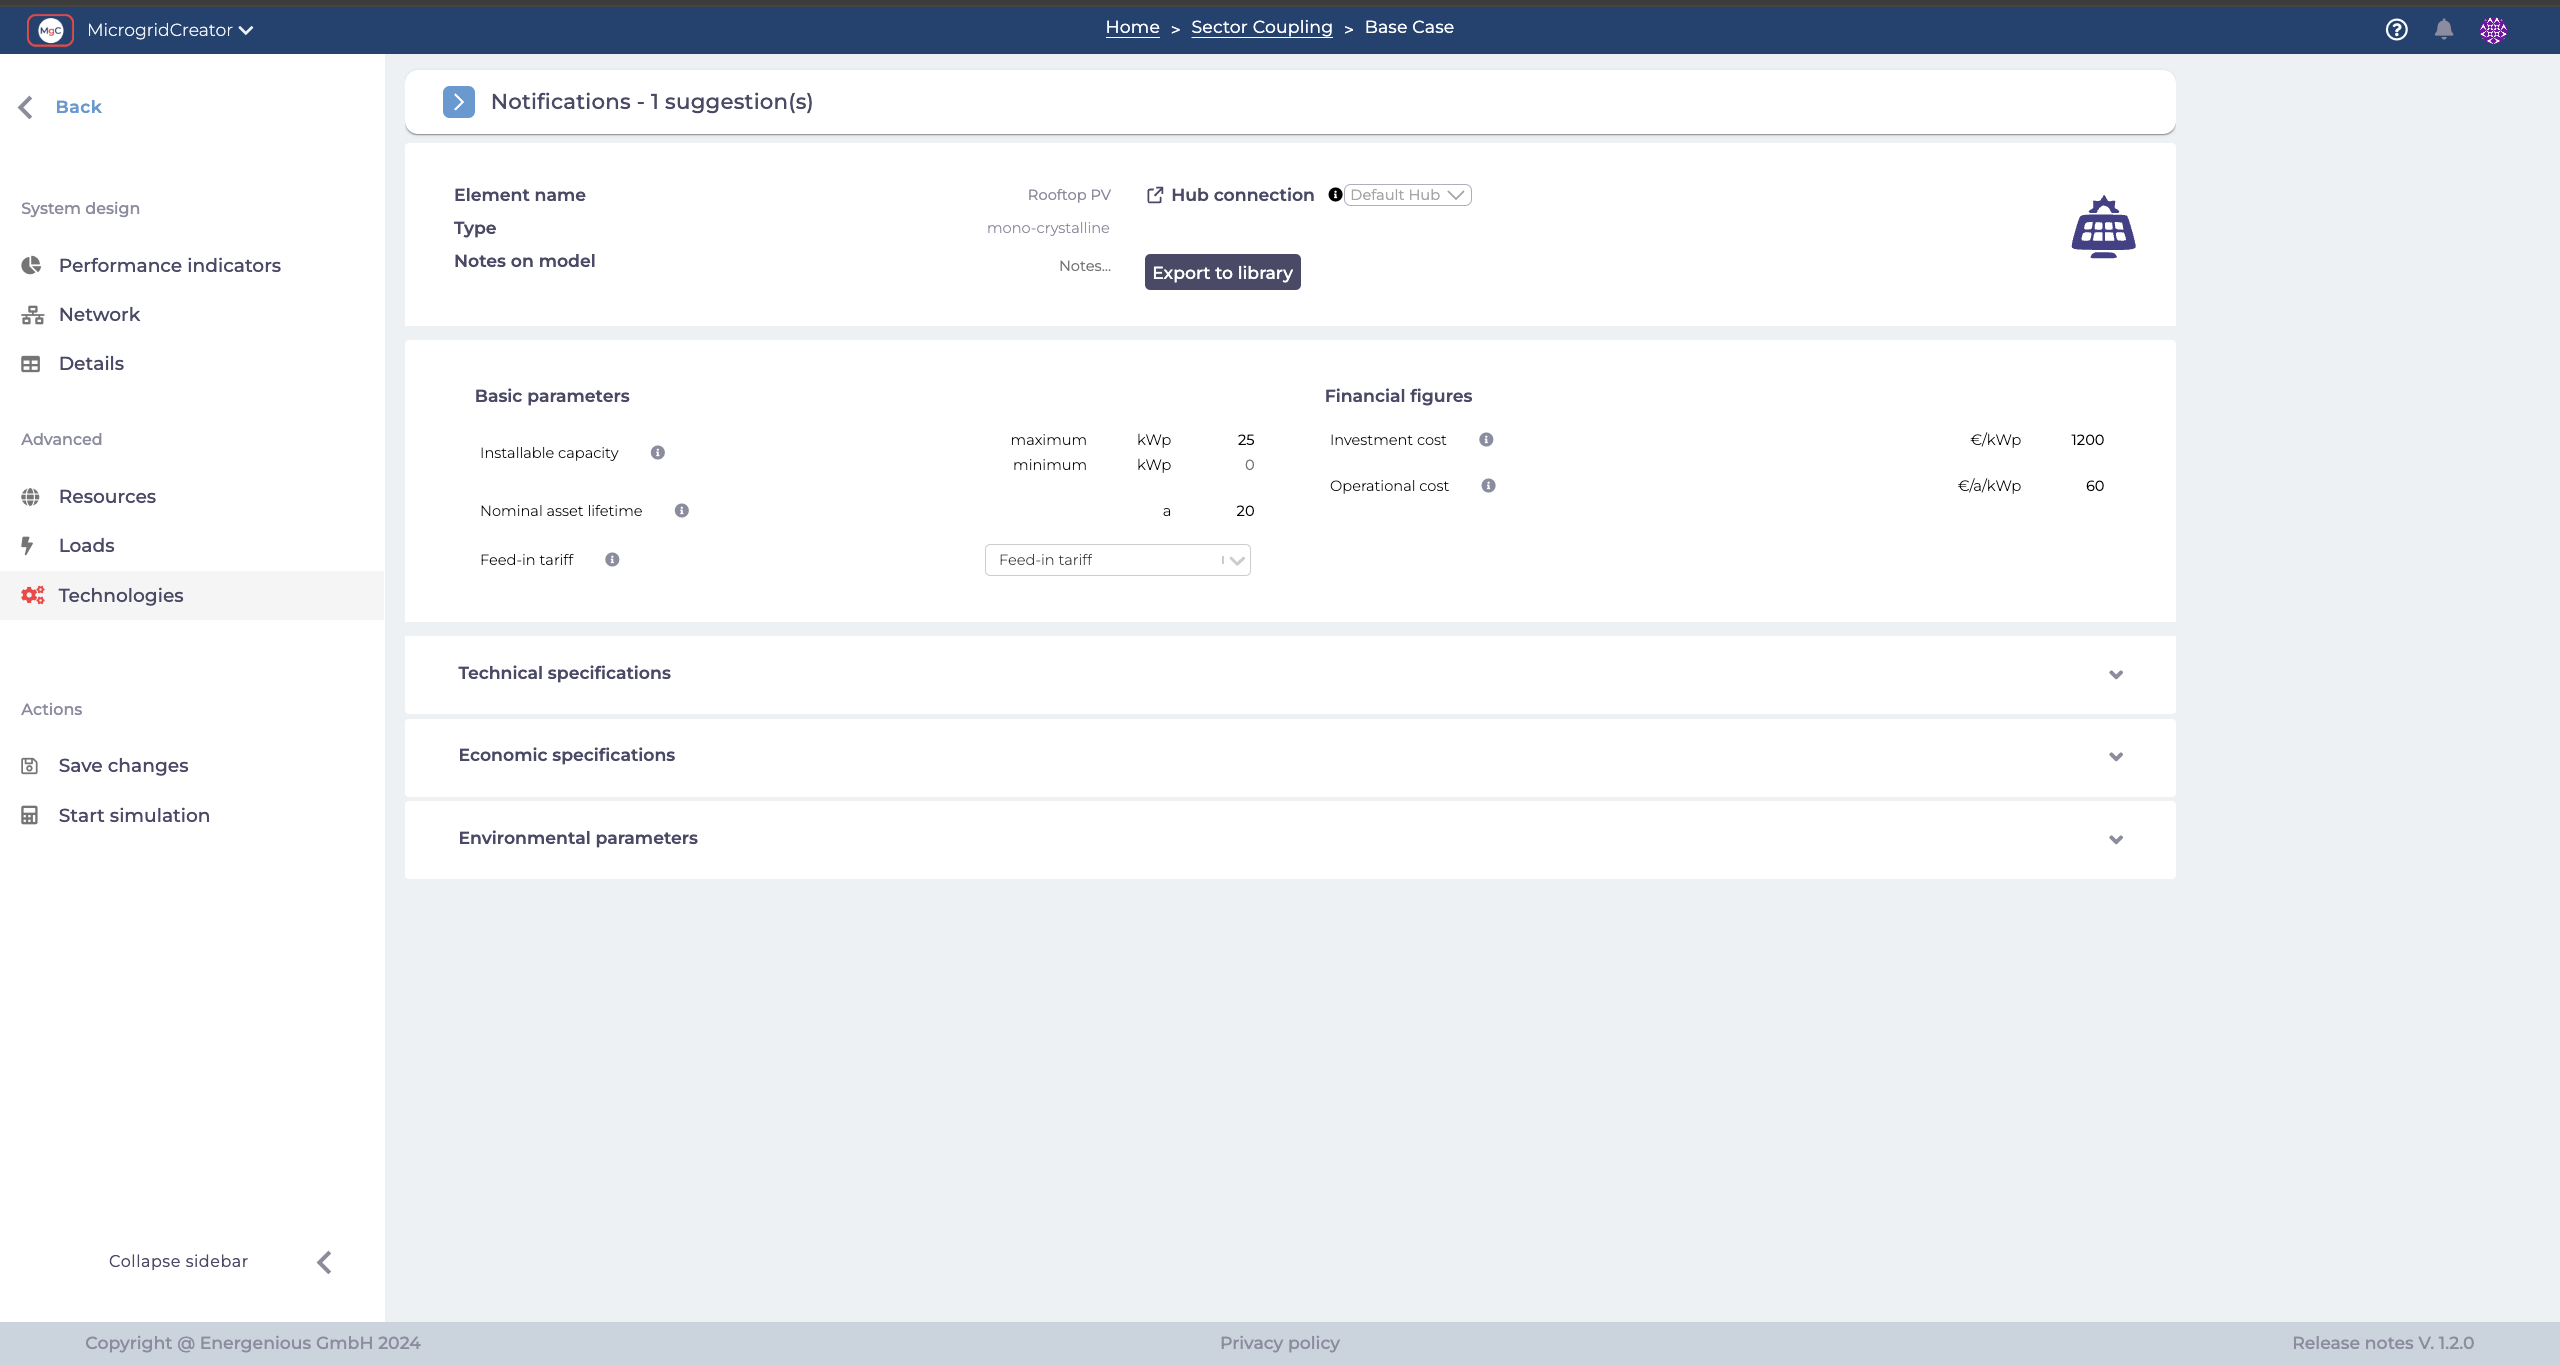 MgC MicrogridCreator
Home > Sector Coupling > Base Case
Back
System design
Performance indicators
Network
Details
Advanced
Resources
Loads
Technologies
Actions
Save changes
Start simulation
Collapse sidebar
Notifications - 1 suggestion(s)
Element name Rooftop PV
Type mono-crystalline
Notes on model Notes...
Hub connection Default Hub
Export to library
Basic parameters
Installable capacity
maximum kWp 25
minimum kWp 0
Nominal asset lifetime a 20
Feed-in tariff Feed-in tariff
Financial figures
Investment cost €/kWp 1200
Operational cost €/a/kWp 60
Technical specifications
Economic specifications
Environmental parameters
Copyright @ Energenious GmbH 2024
Privacy policy
Release notes V. 1.2.0